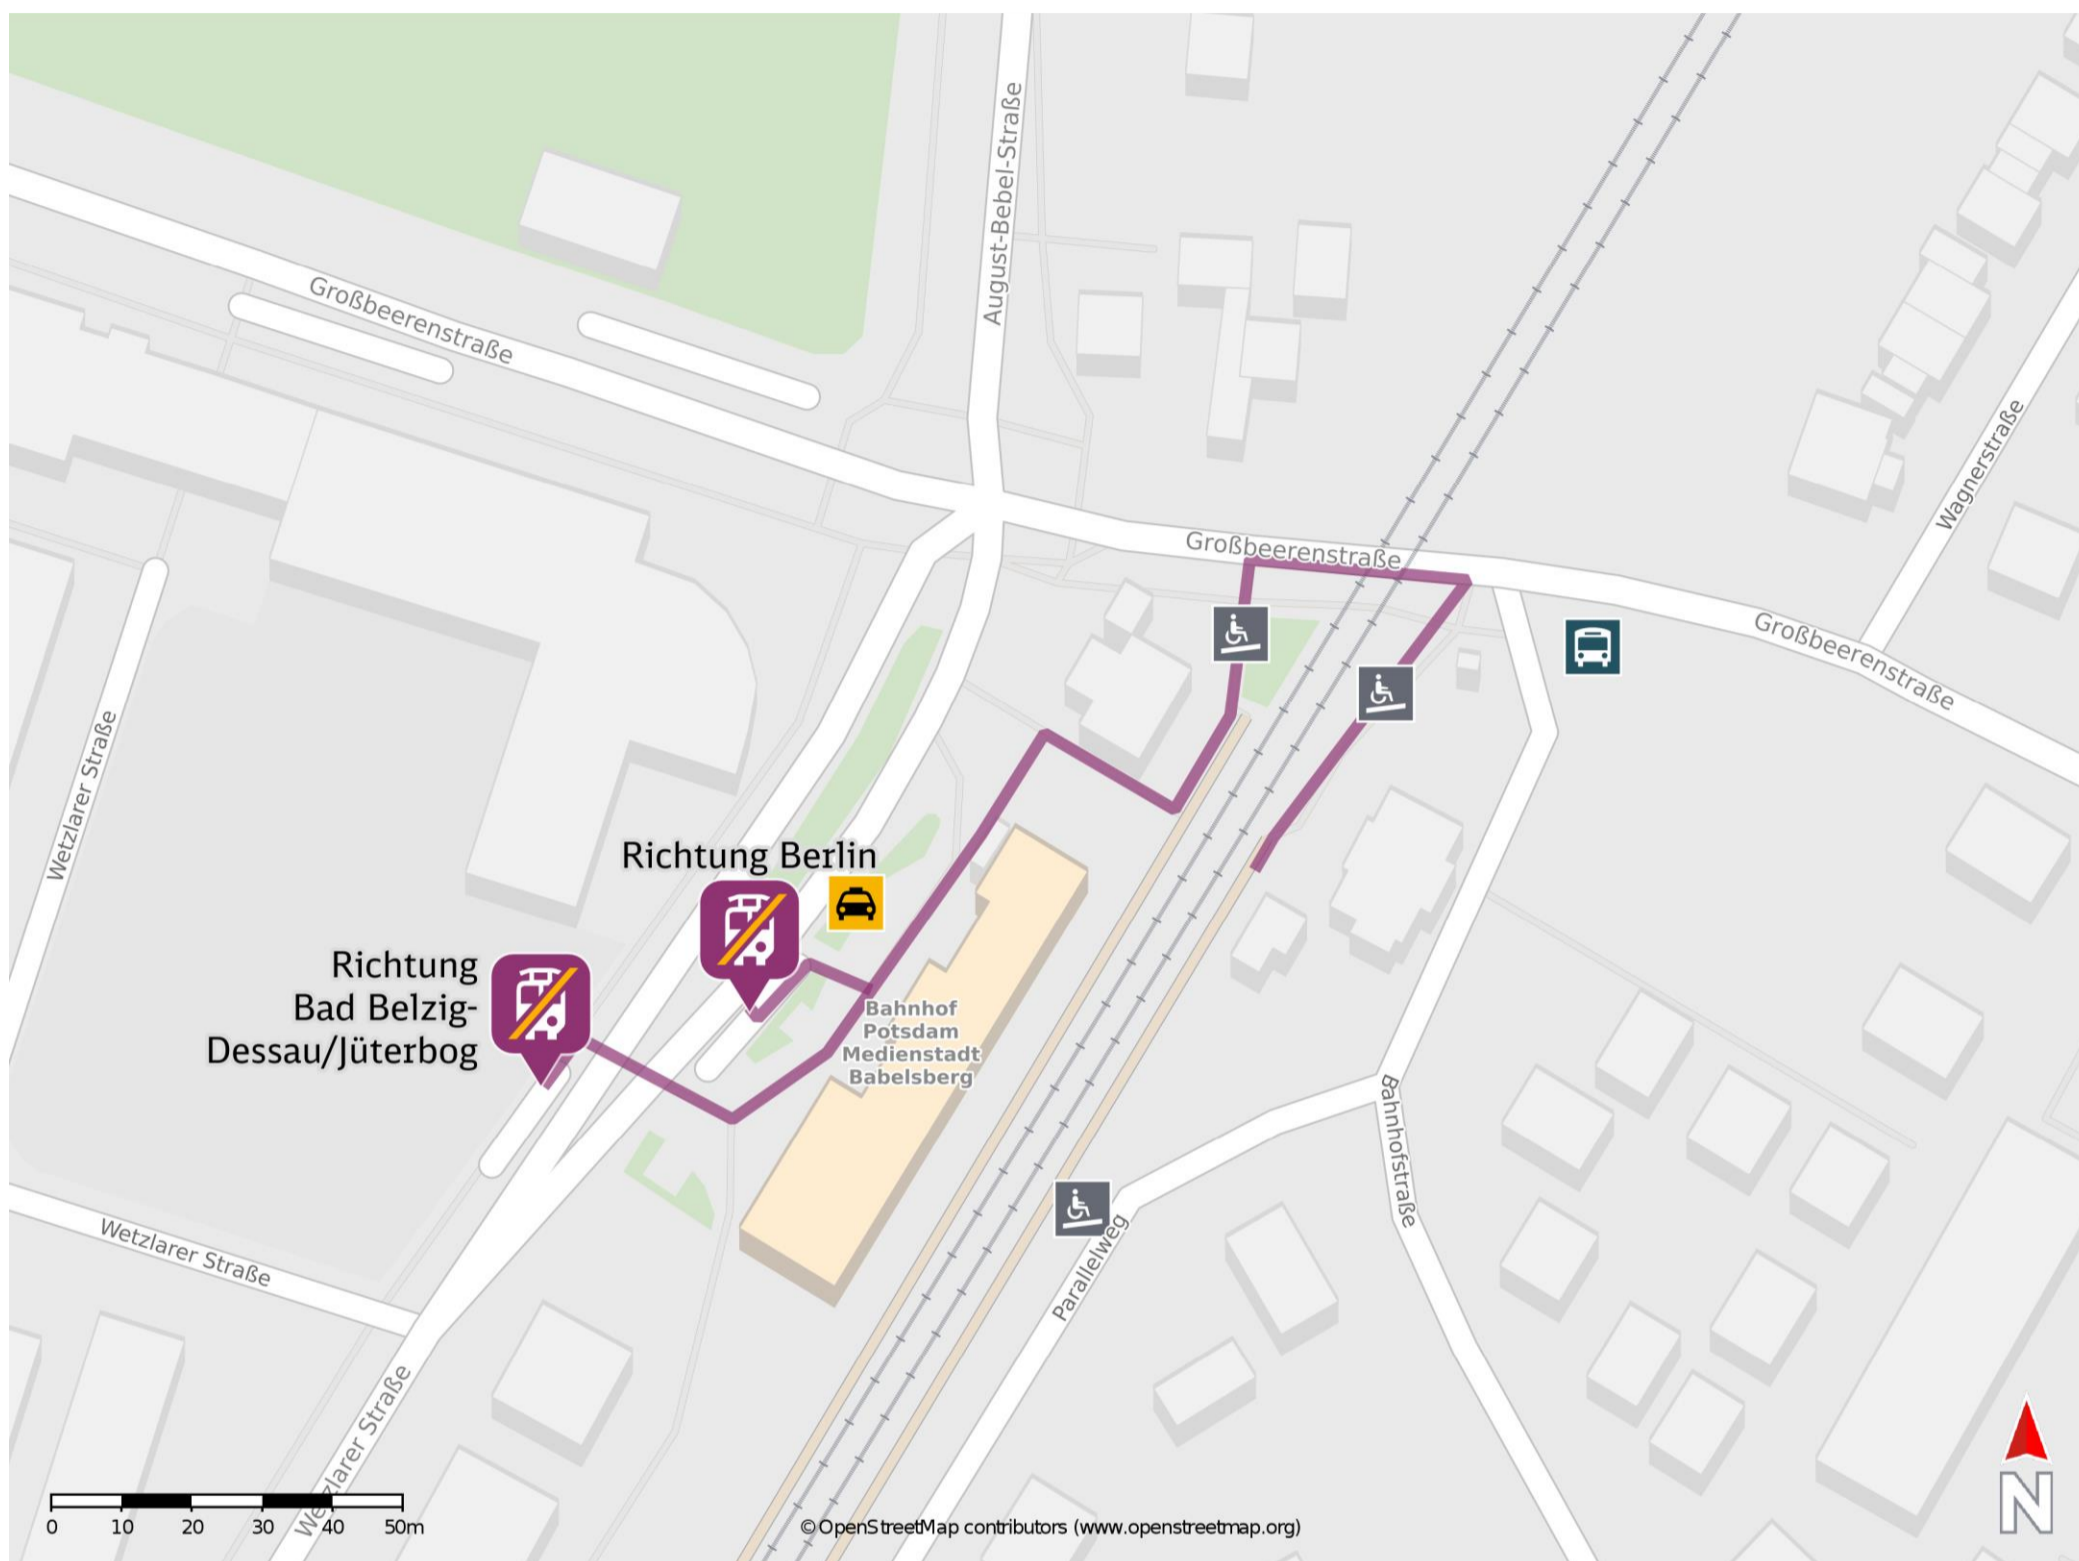 August-Bebel-Straße
Großbeerenstraße
Großbeerenstraße
Wagnerstraße
Großbeerenstraße
Wetzlarer Straße
Richtung Berlin
Richtung
Bad Belzig-
Dessau/Jüterbog
Bahnhof
Potsdam
Medienstadt
Babelsberg
Bahnhofstraße
Parallelweg
Wetzlarer Straße
Wetzlarer Straße
0 10 20 30 40 50m
© OpenStreetMap contributors (www.openstreetmap.org)
N